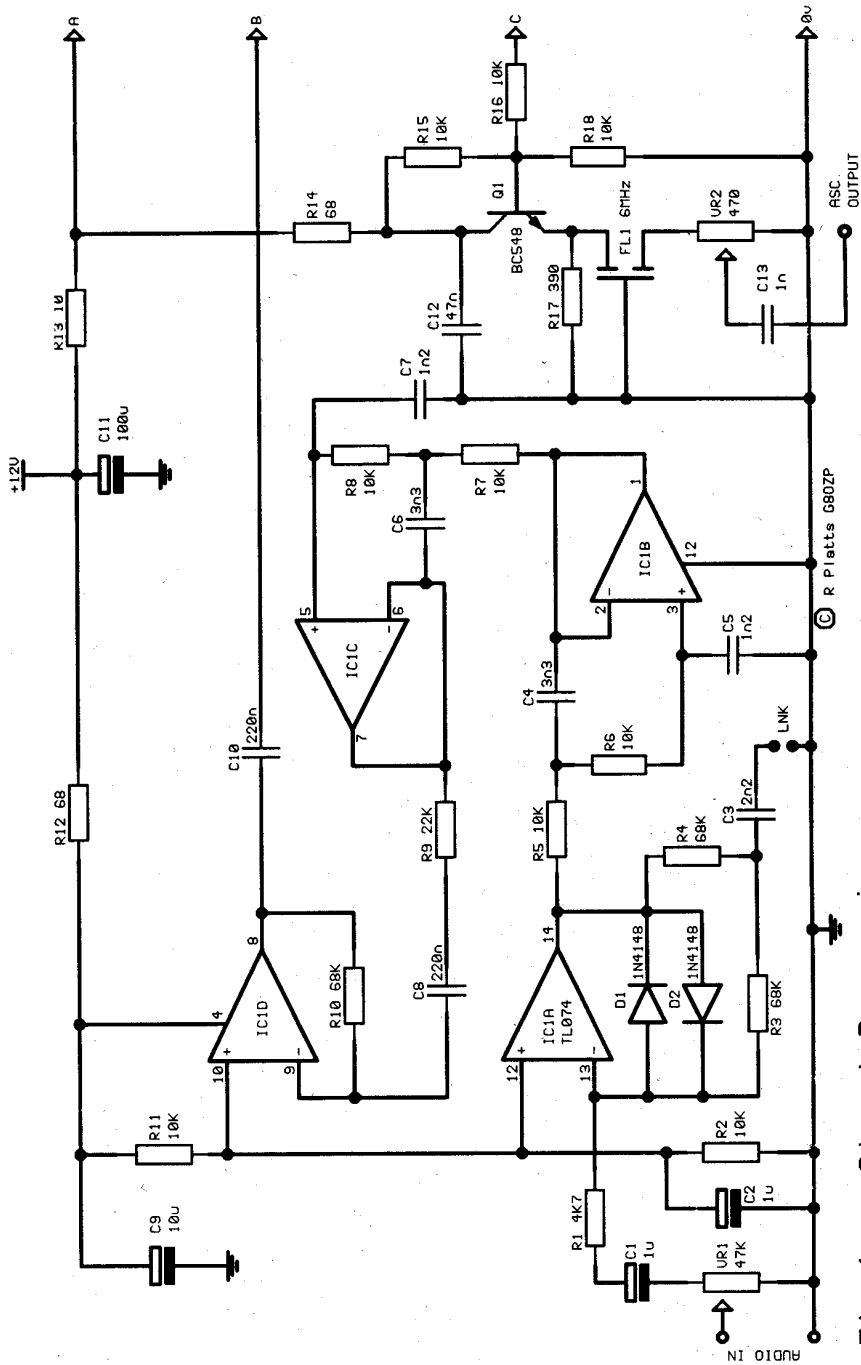 A
B
C
0v
+12V
R13 10
C11
100u
R12 68
R14
68
R15
10K
R16 10K
R18
10K
Q1
BC548
FL1 6MHz
R17 390
VR2
470
C13
1n
ASC
OUTPUT
C12
47n
C7
1n2
R8
10K
R7
10K
C6
3n3
5
+
6
-
IC1C
7
C10
220n
R9 22K
C8
220n
R10 68K
8
4
IC1D
10
+
9
-
R11
10K
C9
10u
IC1B
1
2
-
3
+
12
C4
3n3
C5
1n2
R5 10K
R6
10K
LNK
C3
2n2
R4
68K
R3 68K
14
IC1A
TL074
12
+
13
-
D1
1N4148
D2
1N4148
R2
10K
C2
1u
R1 4K7
C1
1u
VR1
47K
AUDIO IN
C R Platts G8OZP